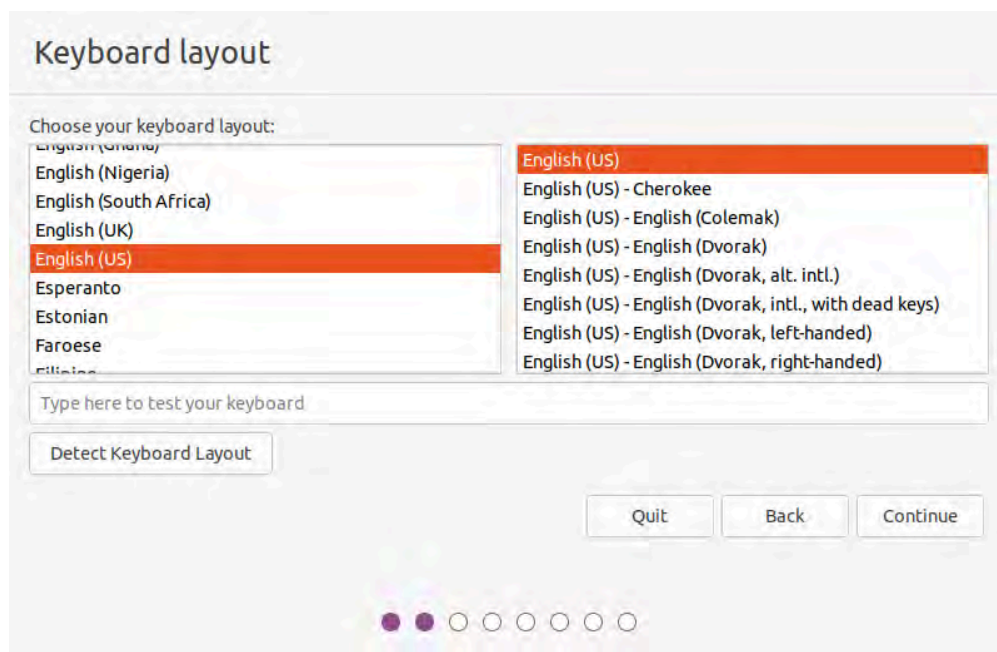 Keyboard layout
Choose your keyboard layout:
English (Ghana)
English (Nigeria)
English (South Africa)
English (UK)
English (US)
Esperanto
Estonian
Faroese
Filipino
English (US)
English (US) - Cherokee
English (US) - English (Colemak)
English (US) - English (Dvorak)
English (US) - English (Dvorak, alt. intl.)
English (US) - English (Dvorak, intl., with dead keys)
English (US) - English (Dvorak, left-handed)
English (US) - English (Dvorak, right-handed)
Type here to test your keyboard
Detect Keyboard Layout
Quit
Back
Continue